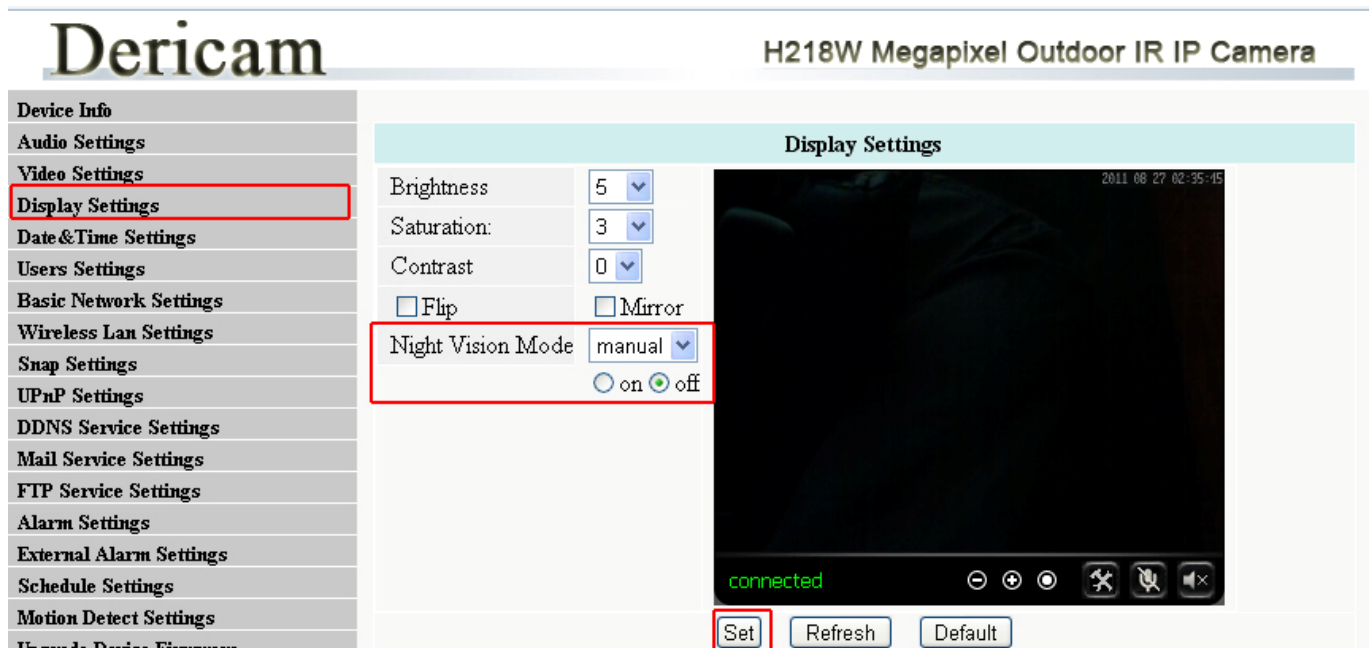 Dericam
H218W Megapixel Outdoor IR IP Camera
Device Info
Audio Settings
Video Settings
Display Settings
Date&Time Settings
Users Settings
Basic Network Settings
Wireless Lan Settings
Snap Settings
UPnP Settings
DDNS Service Settings
Mail Service Settings
FTP Service Settings
Alarm Settings
External Alarm Settings
Schedule Settings
Motion Detect Settings
Upgrade Device Firmware
Display Settings
Brightness 5
Saturation: 3
Contrast 0
Flip Mirror
Night Vision Mode manual
on off
2011 08 27 02:35:45
connected
Set Refresh Default